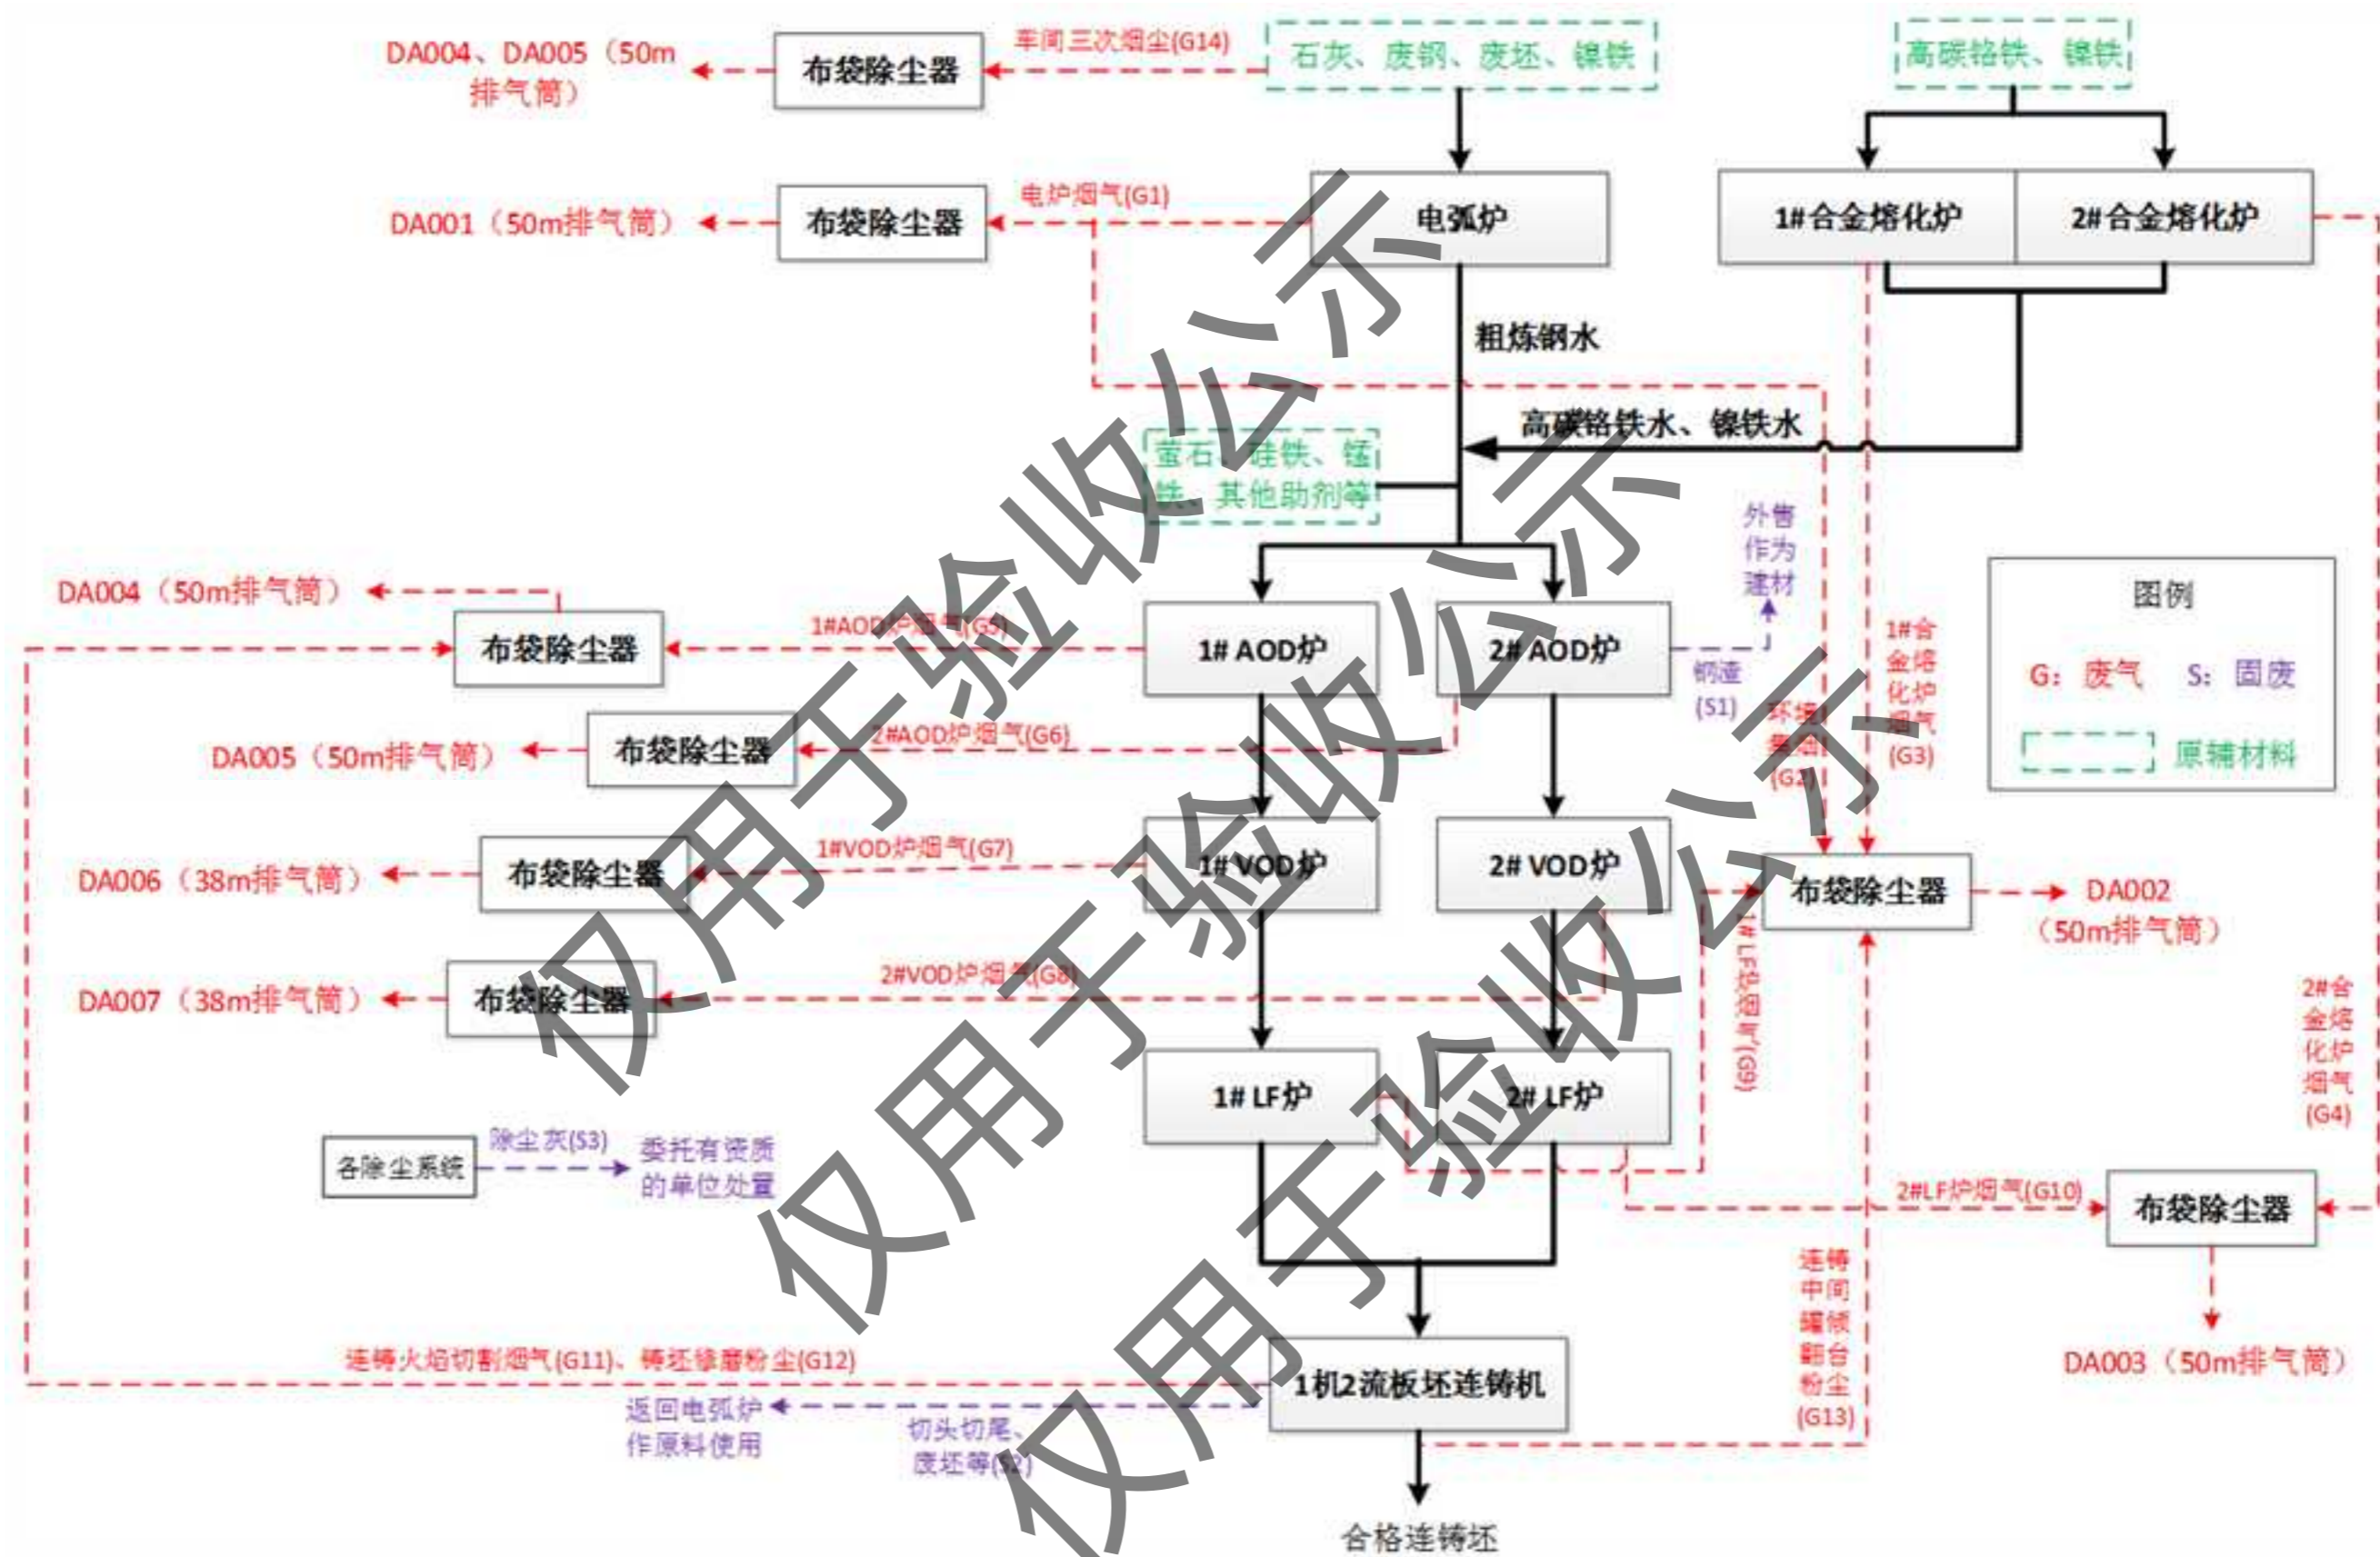 DA004、DA005（50m
排气筒）
布袋除尘器
车间三次烟尘(G14)
石灰、废钢、废坯、镍铁
高碳铬铁、镍铁
DA001（50m排气筒）
布袋除尘器
电炉烟气(G1)
电弧炉
1#合金熔化炉
2#合金熔化炉
粗炼钢水
高碳铬铁水、镍铁水
萤石、硅铁、锰
铁、其他助剂等
外售
作为
建材
DA004（50m排气筒）
布袋除尘器
1#AOD炉烟气(G5)
1# AOD炉
2# AOD炉
钢渣
(S1)
环境
集烟
(G2)
1#合
金熔
化炉
烟气
(G3)
图例
G：废气 S：固废
原辅材料
DA005（50m排气筒）
布袋除尘器
2#AOD炉烟气(G6)
DA006（38m排气筒）
布袋除尘器
1#VOD炉烟气(G7)
1# VOD炉
2# VOD炉
布袋除尘器
DA002
（50m排气筒）
1#LF炉烟气(G9)
DA007（38m排气筒）
布袋除尘器
2#VOD炉烟气(G8)
2#合
金熔
化炉
烟气
(G4)
1# LF炉
2# LF炉
各除尘系统
除尘灰(S3)
委托有资质
的单位处置
2#LF炉烟气(G10)
布袋除尘器
DA003（50m排气筒）
连铸
中间
罐倾
翻台
粉尘
(G13)
连铸火焰切割烟气(G11)、铸坯修磨粉尘(G12)
1机2流板坯连铸机
返回电弧炉
作原料使用
切头切尾、
废坯等(S2)
合格连铸坯
仅用于验收公示
仅用于验收公示
仅用于验收公示